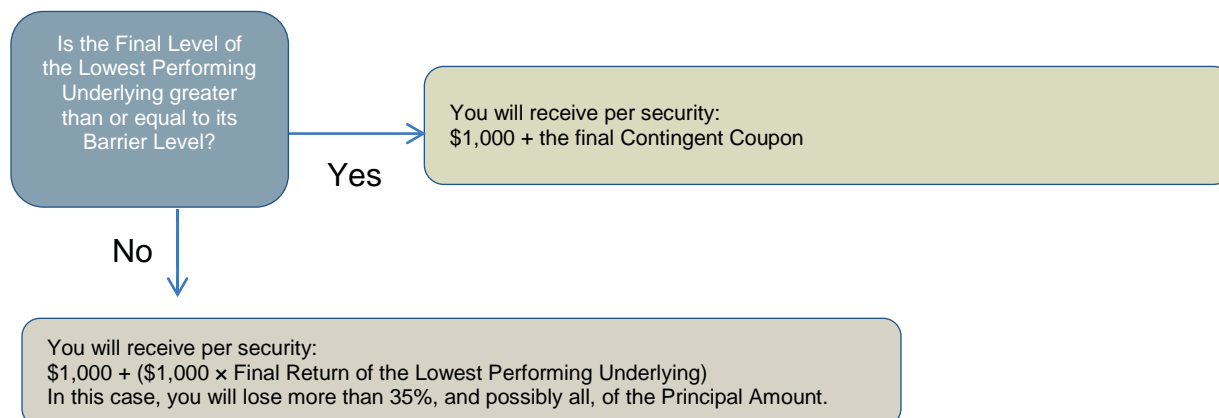 Is the Final Level of
the Lowest Performing
Underlying greater
than or equal to its
Barrier Level?
You will receive per security:
$1,000 + the final Contingent Coupon
Yes
No
You will receive per security:
$1,000 + ($1,000 × Final Return of the Lowest Performing Underlying)
In this case, you will lose more than 35%, and possibly all, of the Principal Amount.